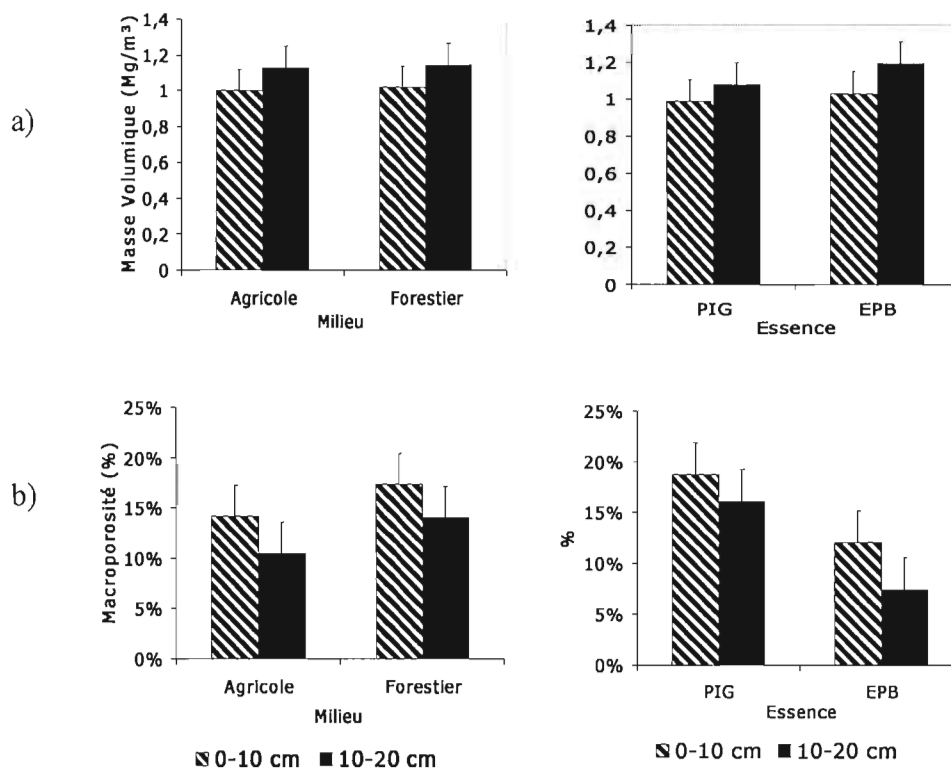 a)
Masse Volumique (Mg/m³)
1,4
1,2
1
0,8
0,6
0,4
0,2
0
Agricole Forestier
Milieu
1,4
1,2
1
0,8
0,6
0,4
0,2
0
PIG EPB
Essence
b)
Macroporosité (%)
25%
20%
15%
10%
5%
0%
Agricole Forestier
Milieu
0-10 cm 10-20 cm
%
25%
20%
15%
10%
5%
0%
PIG EPB
Essence
0-10 cm 10-20 cm